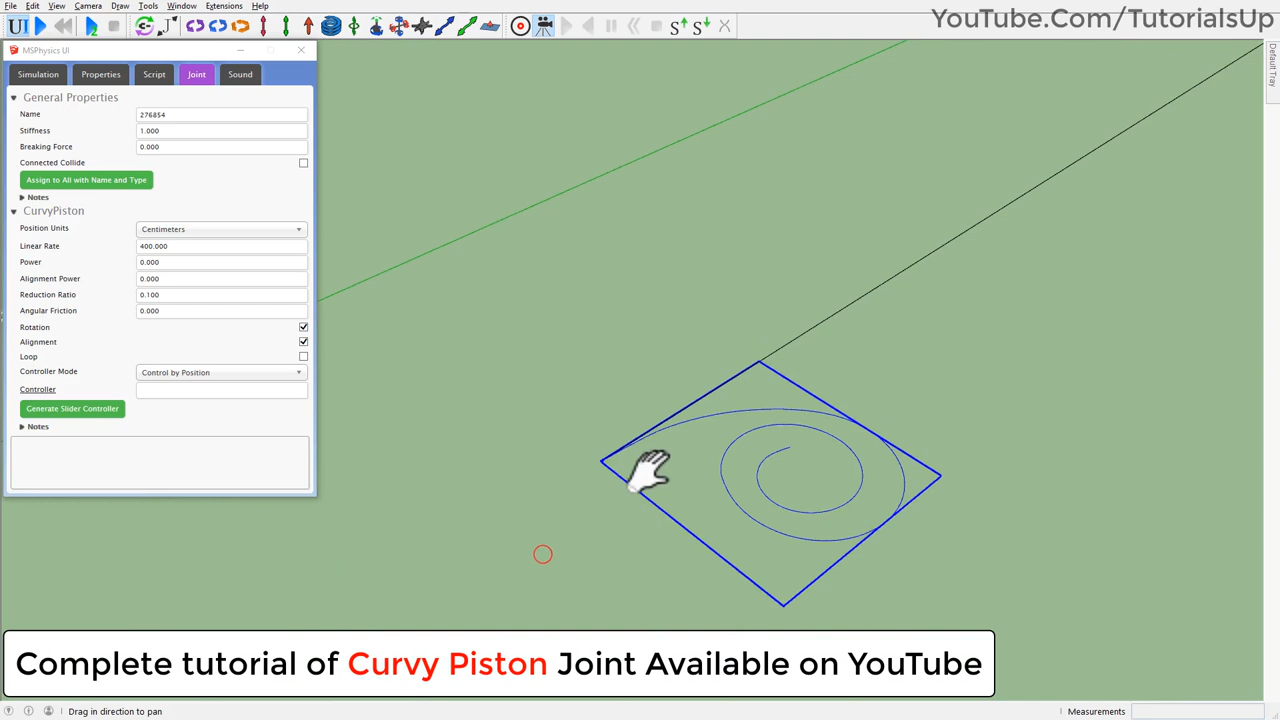 File Edit View Camera Draw Tools Window Extensions Help
YouTube.Com/TutorialsUp
UI
MSPhysics UI
Simulation Properties Script Joint Sound
General Properties
Name 276854
Stiffness 1.000
Breaking Force 0.000
Connected Collide
Assign to All with Name and Type
Notes
CurvyPiston
Position Units Centimeters
Linear Rate 400.000
Power 0.000
Alignment Power 0.000
Reduction Ratio 0.100
Angular Friction 0.000
Rotation
Alignment
Loop
Controller Mode Control by Position
Controller
Generate Slider Controller
Notes
Default Tray
Complete tutorial of Curvy Piston Joint Available on YouTube
Drag in direction to pan
Measurements